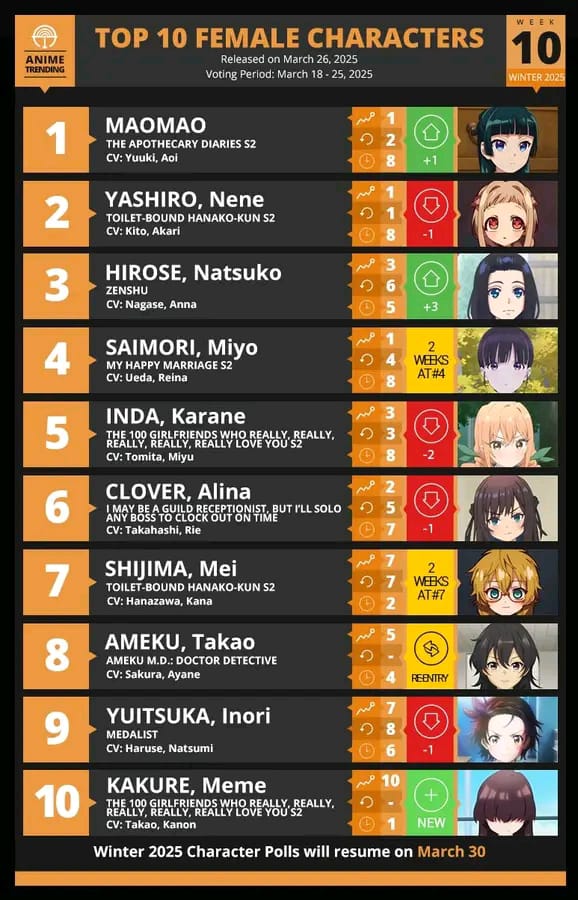 ANIME
TRENDING
TOP 10 FEMALE CHARACTERS
Released on March 26, 2025
Voting Period: March 18 - 25, 2025
WEEK
10
WINTER 2025
1
MAOMAO
THE APOTHECARY DIARIES S2
CV: Yuuki, Aoi
1
2
8
+1
2
YASHIRO, Nene
TOILET-BOUND HANAKO-KUN S2
CV: Kito, Akari
1
1
8
-1
3
HIROSE, Natsuko
ZENSHU
CV: Nagase, Anna
3
6
5
+3
4
SAIMORI, Miyo
MY HAPPY MARRIAGE S2
CV: Ueda, Reina
1
4
8
2
WEEKS
AT #4
5
INDA, Karane
THE 100 GIRLFRIENDS WHO REALLY, REALLY,
REALLY, REALLY, REALLY LOVE YOU S2
CV: Tomita, Miyu
3
3
8
-2
6
CLOVER, Alina
I MAY BE A GUILD RECEPTIONIST, BUT I'LL SOLO
ANY BOSS TO CLOCK OUT ON TIME
CV: Takahashi, Rie
2
5
7
-1
7
SHIJIMA, Mei
TOILET-BOUND HANAKO-KUN S2
CV: Hanazawa, Kana
7
7
2
2
WEEKS
AT #7
8
AMEKU, Takao
AMEKU M.D.: DOCTOR DETECTIVE
CV: Sakura, Ayane
5
-
4
RE-ENTRY
9
YUITSUKA, Inori
MEDALIST
CV: Haruse, Natsumi
7
8
6
-1
10
KAKURE, Meme
THE 100 GIRLFRIENDS WHO REALLY, REALLY,
REALLY, REALLY, REALLY LOVE YOU S2
CV: Takao, Kanon
10
-
1
NEW
Winter 2025 Character Polls will resume on March 30